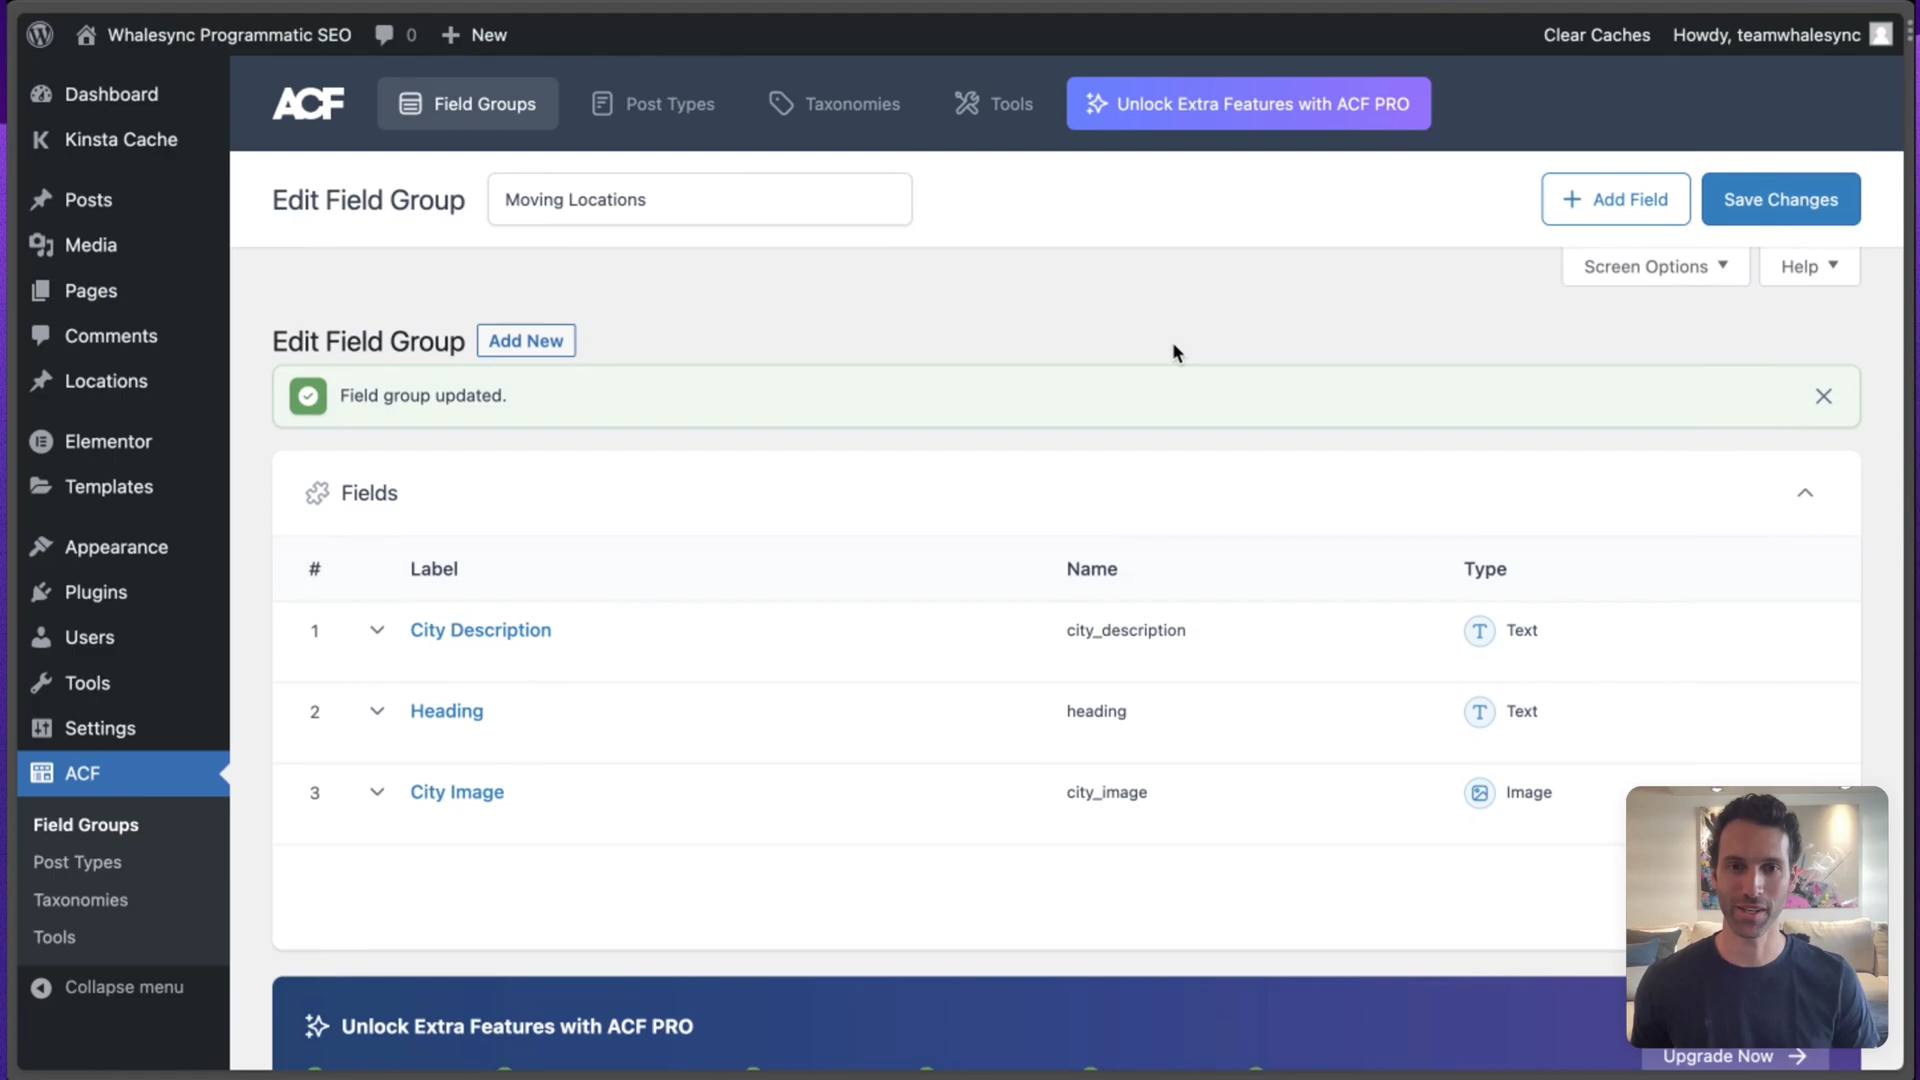 Whalesync Programmatic SEO
0
New
Clear Caches
Howdy, teamwhalesync
Dashboard
Kinsta Cache
Posts
Media
Pages
Comments
Locations
Elementor
Templates
Appearance
Plugins
Users
Tools
Settings
ACF
Field Groups
Post Types
Taxonomies
Tools
Collapse menu
ACF
Field Groups
Post Types
Taxonomies
Tools
Unlock Extra Features with ACF PRO
Edit Field Group
Moving Locations
Add Field
Save Changes
Screen Options
Help
Edit Field Group
Add New
Field group updated.
Fields
# Label Name Type
1 City Description city_description Text
2 Heading heading Text
3 City Image city_image Image
Unlock Extra Features with ACF PRO
Upgrade Now